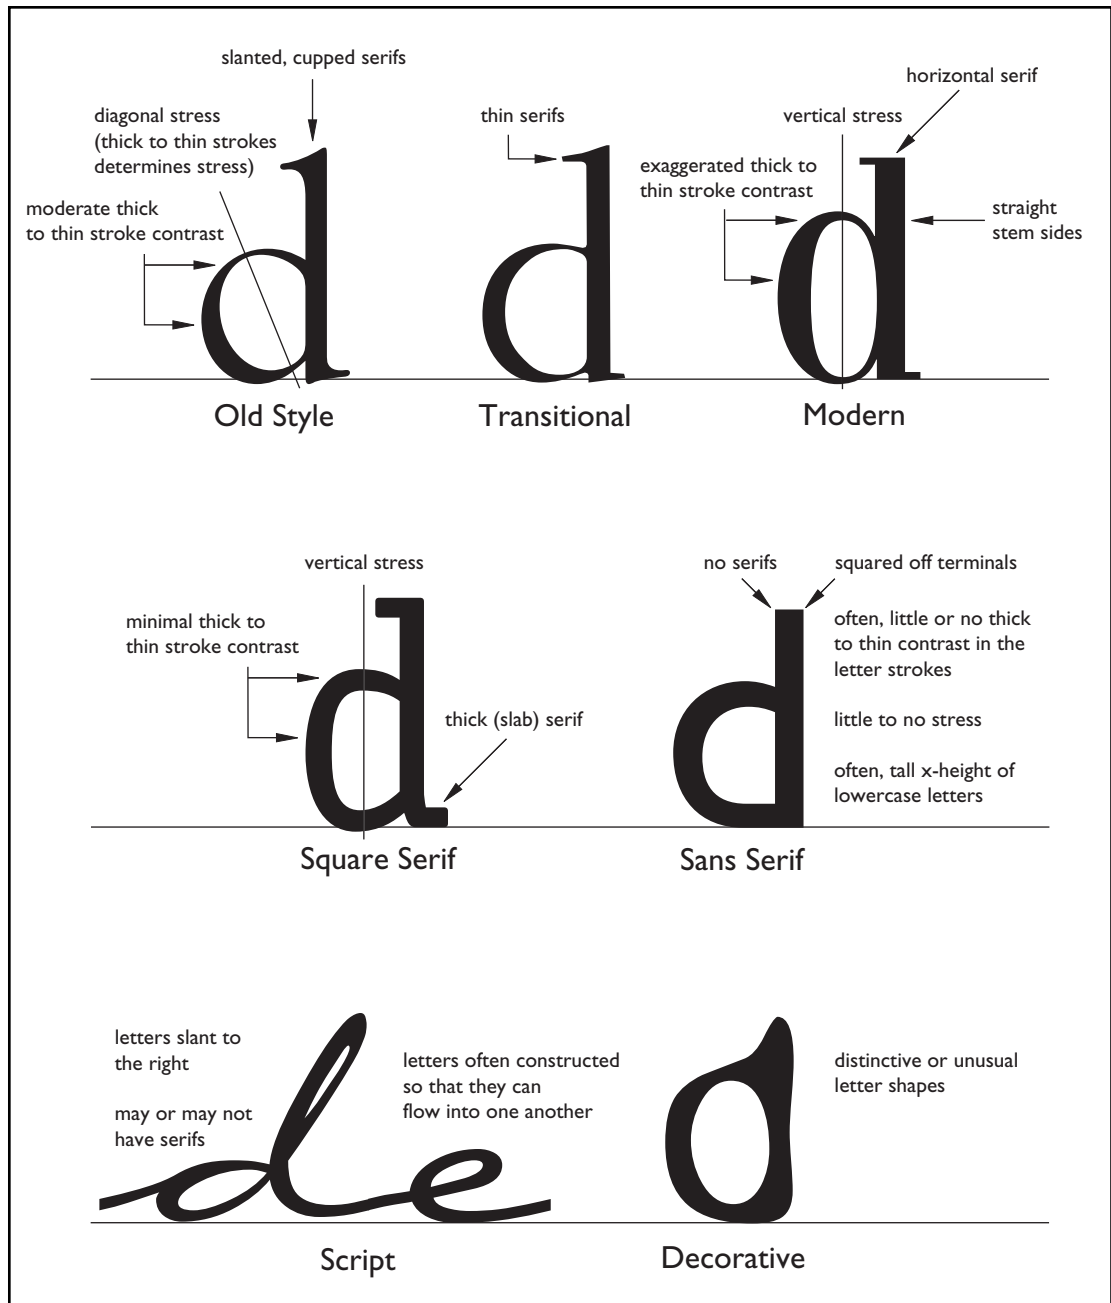 slanted, cupped serifs
diagonal stress
(thick to thin strokes
determines stress)
moderate thick
to thin stroke contrast
d
Old Style
thin serifs
d
Transitional
horizontal serif
vertical stress
exaggerated thick to
thin stroke contrast
straight
stem sides
d
Modern
vertical stress
minimal thick to
thin stroke contrast
thick (slab) serif
d
Square Serif
no serifs
squared off terminals
often, little or no thick
to thin contrast in the
letter strokes
little to no stress
often, tall x-height of
lowercase letters
d
Sans Serif
letters slant to
the right
may or may not
have serifs
letters often constructed
so that they can
flow into one another
de
Script
distinctive or unusual
letter shapes
d
Decorative